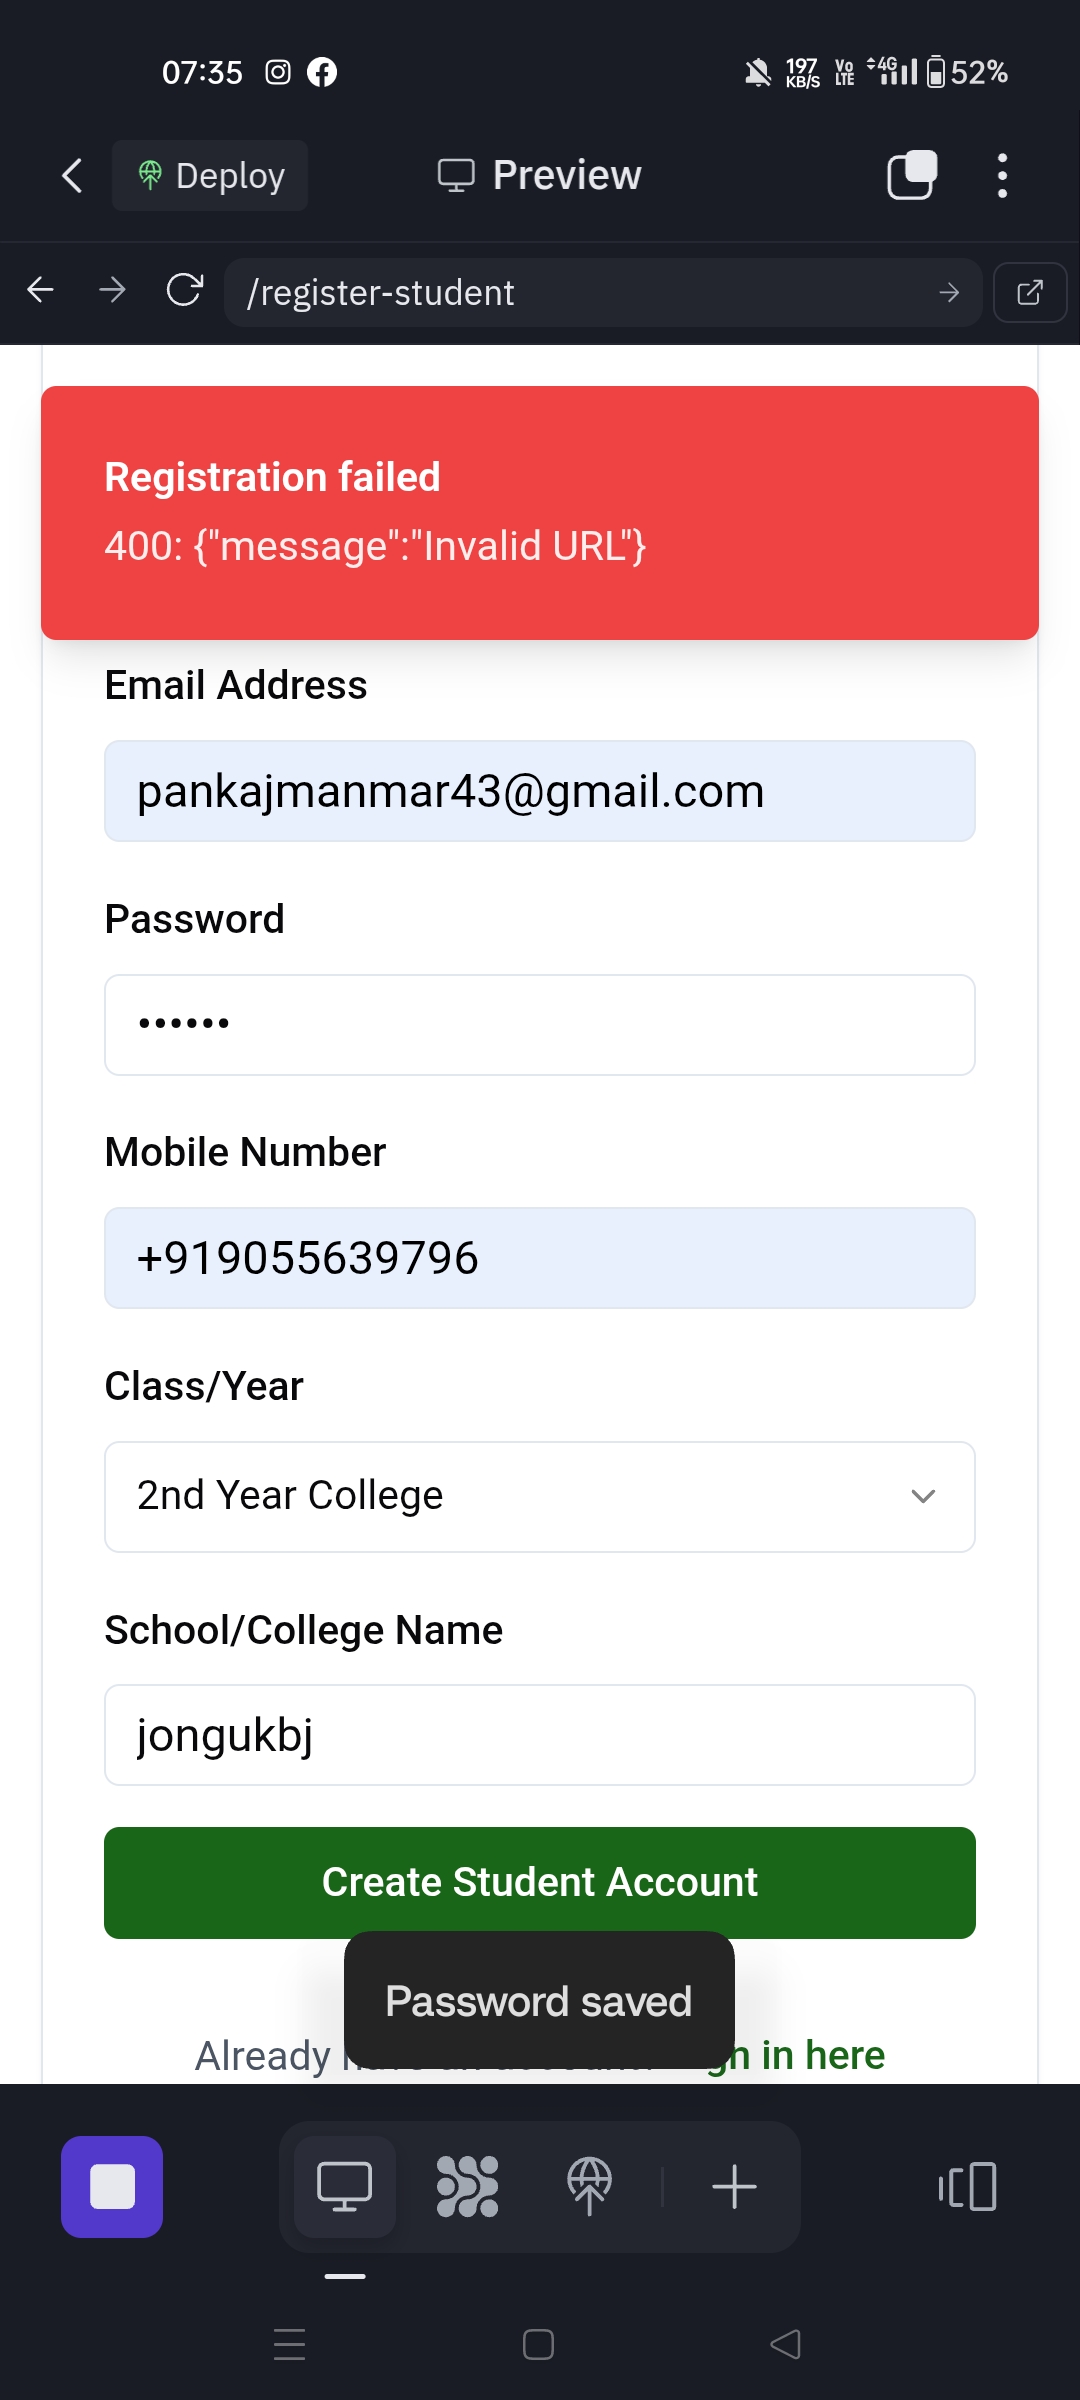 07:35
197
KB/S
Vo
LTE
4G
52%
Deploy
Preview
/register-student
Registration failed
400: {"message":"Invalid URL"}
Email Address
pankajmanmar43@gmail.com
Password
••••••
Mobile Number
+919055639796
Class/Year
2nd Year College
School/College Name
jongukbj
Create Student Account
Password saved
Already
in here